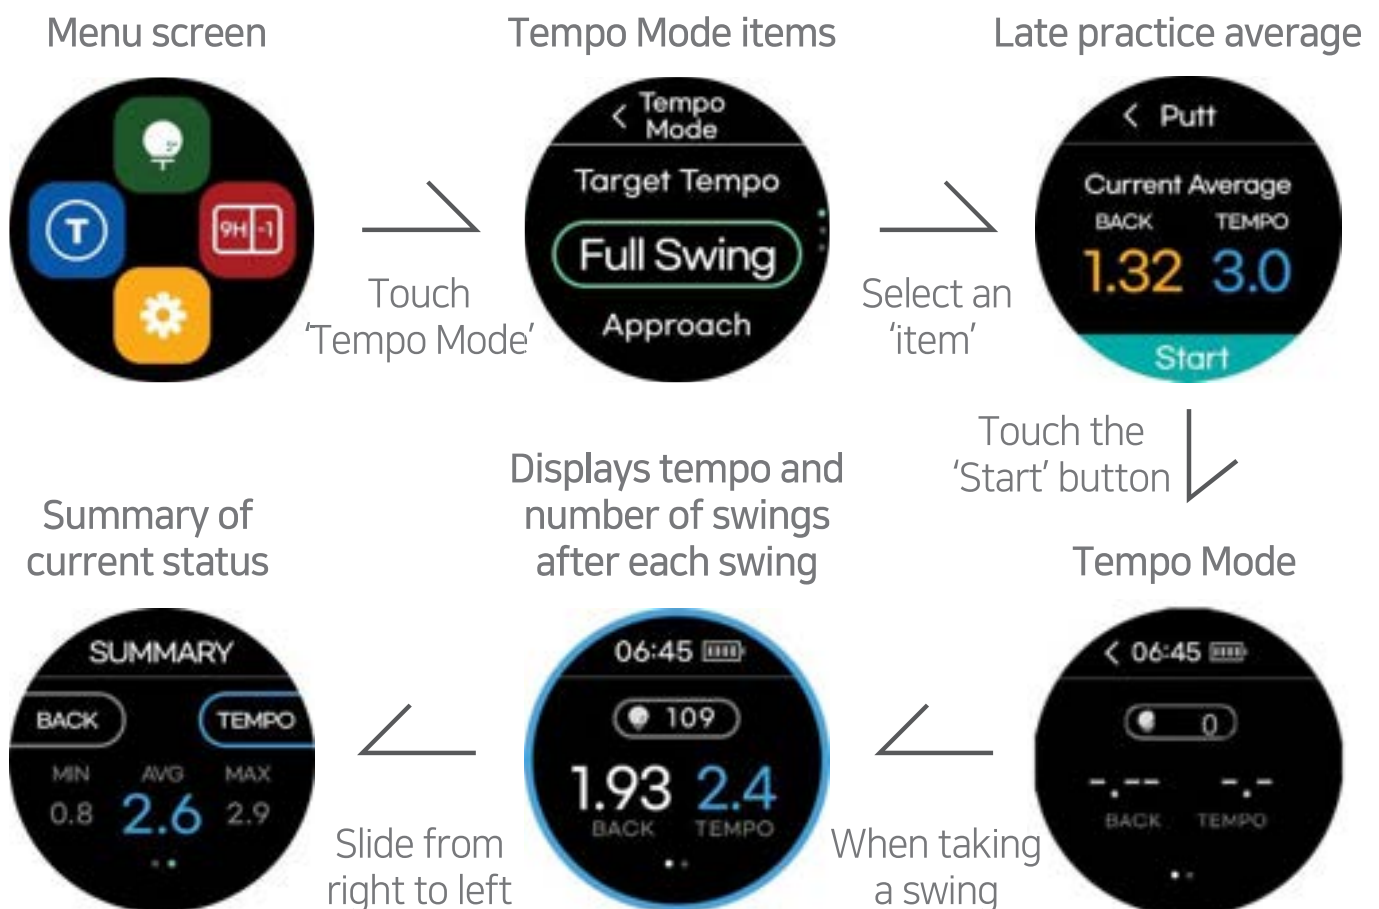 Menu screen
Tempo Mode items
Late practice average
T
9H -1
Touch
'Tempo Mode'
< Tempo
Mode
Target Tempo
Full Swing
Approach
Select an
'item'
< Putt
Current Average
BACK TEMPO
1.32 3.0
Start
Touch the
'Start' button
Tempo Mode
< 06:45
0
-.-- -.-
BACK TEMPO
When taking
a swing
Displays tempo and
number of swings
after each swing
06:45
109
1.93 2.4
BACK TEMPO
Slide from
right to left
Summary of
current status
SUMMARY
BACK TEMPO
MIN AVG MAX
0.8 2.6 2.9